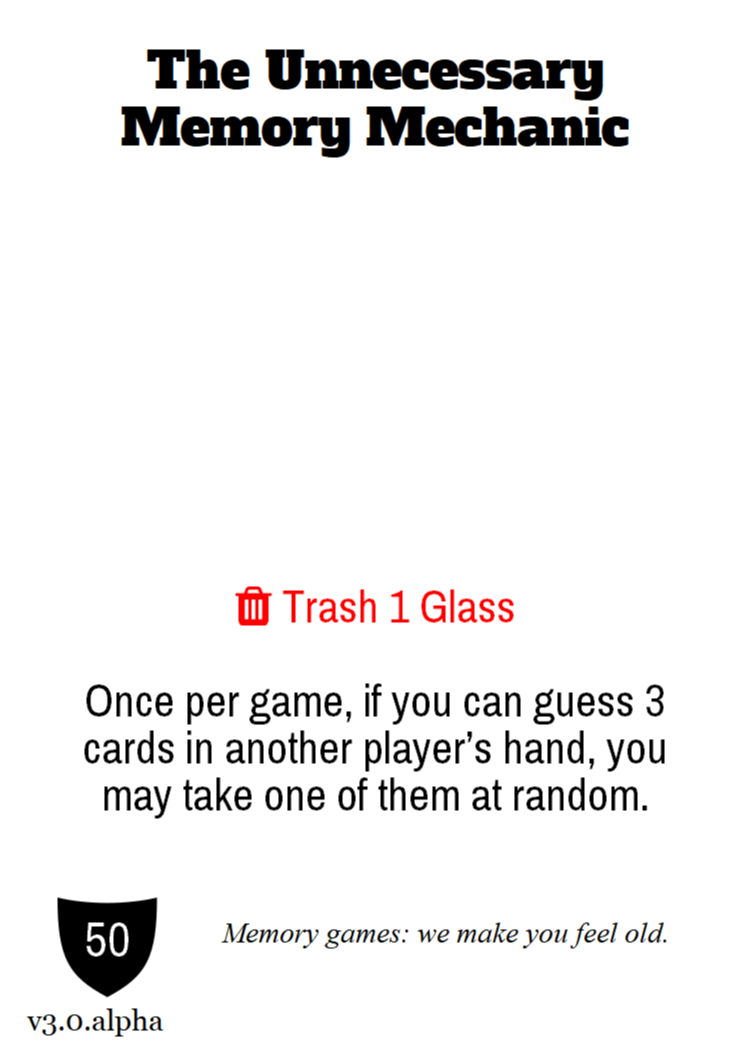 The Unnecessary
Memory Mechanic
Trash 1 Glass
Once per game, if you can guess 3
cards in another player’s hand, you
may take one of them at random.
50
Memory games: we make you feel old.
v3.0.alpha